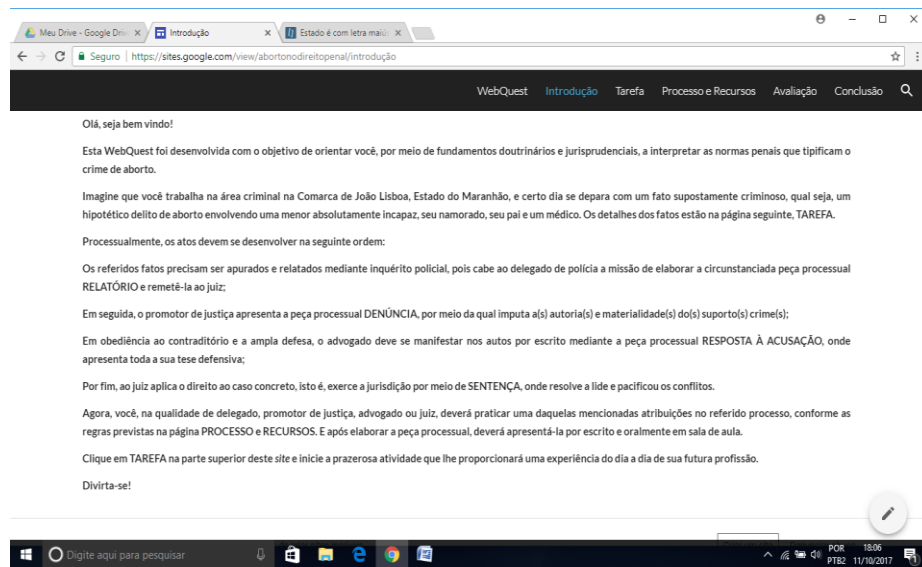 Meu Drive - Google Driv
Introdução
Estado é com letra maiús
Seguro | https://sites.google.com/view/abortonodireitopenal/introdução
WebQuest Introdução Tarefa Processo e Recursos Avaliação Conclusão
Olá, seja bem vindo!
Esta WebQuest foi desenvolvida com o objetivo de orientar você, por meio de fundamentos doutrinários e jurisprudenciais, a interpretar as normas penais que tipificam o
crime de aborto.
Imagine que você trabalha na área criminal na Comarca de João Lisboa, Estado do Maranhão, e certo dia se depara com um fato supostamente criminoso, qual seja, um
hipotético delito de aborto envolvendo uma menor absolutamente incapaz, seu namorado, seu pai e um médico. Os detalhes dos fatos estão na página seguinte, TAREFA.
Processualmente, os atos devem se desenvolver na seguinte ordem:
Os referidos fatos precisam ser apurados e relatados mediante inquérito policial, pois cabe ao delegado de polícia a missão de elaborar a circunstanciada peça processual
RELATÓRIO e remetê-la ao juiz;
Em seguida, o promotor de justiça apresenta a peça processual DENÚNCIA, por meio da qual imputa a(s) autoria(s) e materialidade(s) do(s) suporto(s) crime(s);
Em obediência ao contraditório e a ampla defesa, o advogado deve se manifestar nos autos por escrito mediante a peça processual RESPOSTA À ACUSAÇÃO, onde
apresenta toda a sua tese defensiva;
Por fim, ao juiz aplica o direito ao caso concreto, isto é, exerce a jurisdição por meio de SENTENÇA, onde resolve a lide e pacificou os conflitos.
Agora, você, na qualidade de delegado, promotor de justiça, advogado ou juiz, deverá praticar uma daquelas mencionadas atribuições no referido processo, conforme as
regras previstas na página PROCESSO e RECURSOS. E após elaborar a peça processual, deverá apresentá-la por escrito e oralmente em sala de aula.
Clique em TAREFA na parte superior deste site e inicie a prazerosa atividade que lhe proporcionará uma experiência do dia a dia de sua futura profissão.
Divirta-se!
Digite aqui para pesquisar
POR 18:06
PTB2 11/10/2017